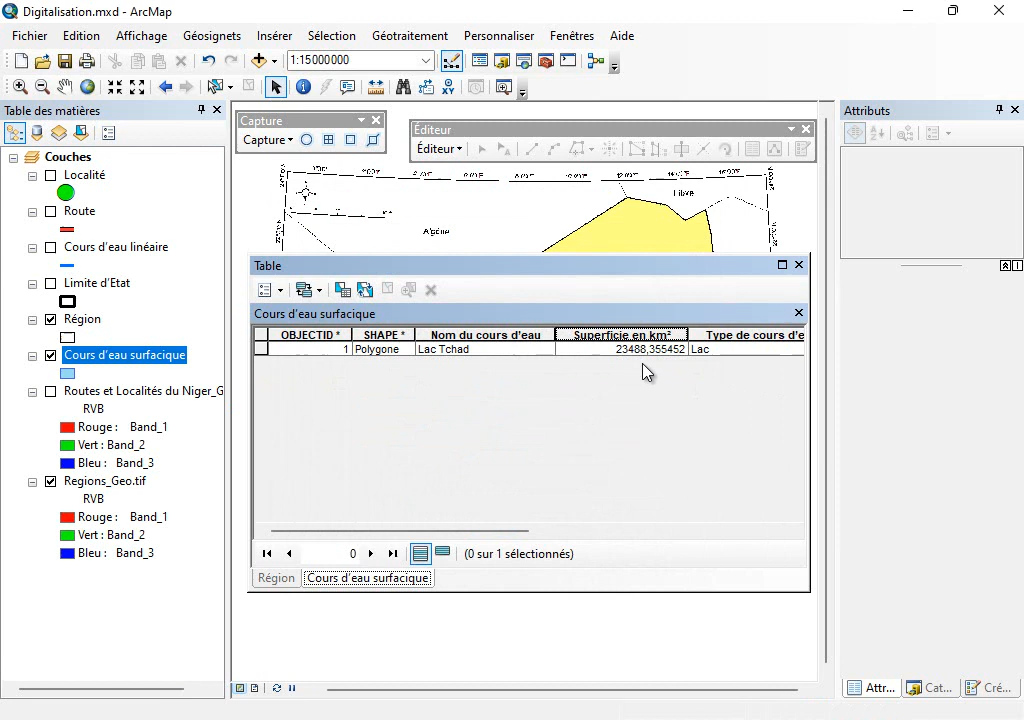 Digitalisation.mxd - ArcMap
Fichier Edition Affichage Géosignets Insérer Sélection Géotraitement Personnaliser Fenêtres Aide
1:15000000
Table des matières
Couches
Localité
Route
Cours d'eau linéaire
Limite d'Etat
Région
Cours d'eau surfacique
Routes et Localités du Niger_G
RVB
Rouge : Band_1
Vert : Band_2
Bleu : Band_3
Regions_Geo.tif
RVB
Rouge : Band_1
Vert : Band_2
Bleu : Band_3
Capture
Capture
Éditeur
Éditeur
Libye
Algérie
Table
Cours d'eau surfacique
OBJECTID * SHAPE * Nom du cours d'eau Superficie en km² Type de cours d'e
1 Polygone Lac Tchad 23488,355452 Lac
0 (0 sur 1 sélectionnés)
Région Cours d'eau surfacique
Attributs
Attr... Cat... Cré...